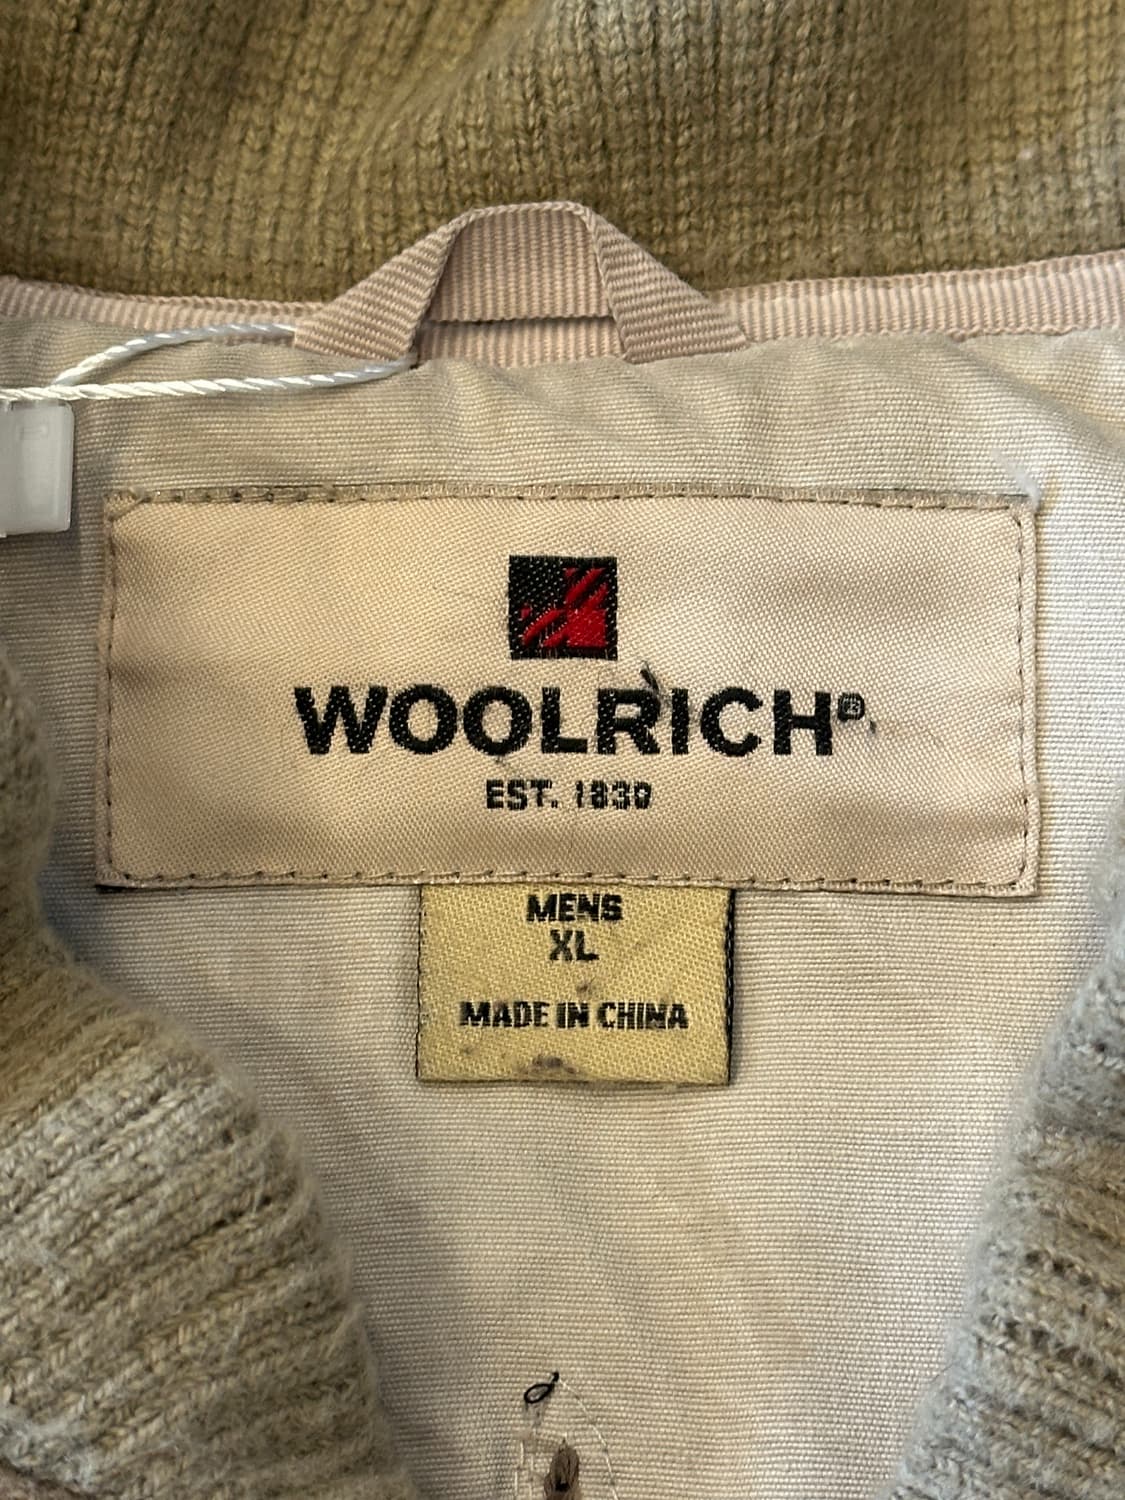 WOOLRICH®
EST. 1830
MENS
XL
MADE IN CHINA